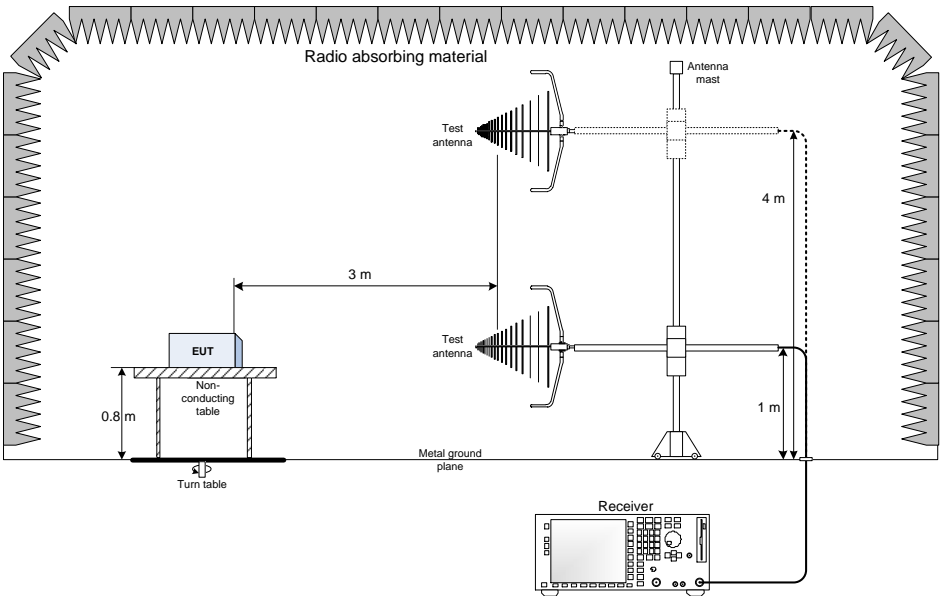 Radio absorbing material
Antenna
mast
Test
antenna
4 m
3 m
Test
antenna
EUT
Non-
conducting
table
0.8 m
1 m
Metal ground
plane
Turn table
Receiver